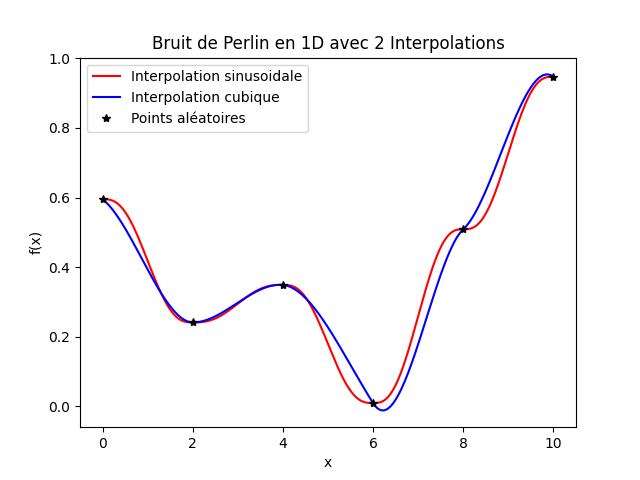 Bruit de Perlin en 1D avec 2 Interpolations
Interpolation sinusoidale
Interpolation cubique
Points aléatoires
1.0
0.8
0.6
0.4
0.2
0.0
f(x)
0 2 4 6 8 10
x